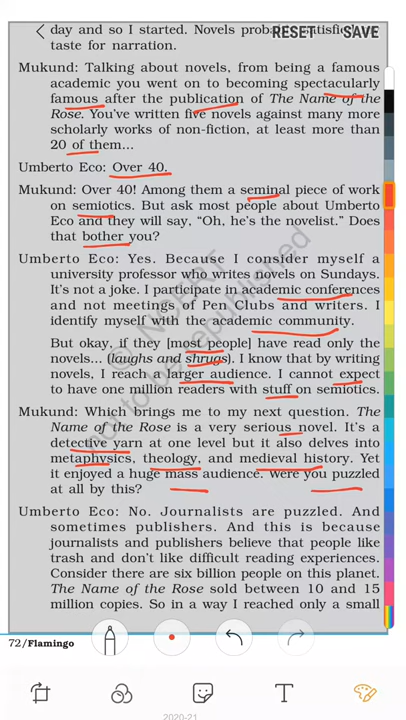 day and so I started. Novels probably satisfied my
RESET SAVE
taste for narration.
Mukund: Talking about novels, from being a famous
academic you went on to becoming spectacularly
famous after the publication of The Name of the
Rose. You've written five novels against many more
scholarly works of non-fiction, at least more than
20 of them...
Umberto Eco: Over 40.
Mukund: Over 40! Among them a seminal piece of work
on semiotics. But ask most people about Umberto
Eco and they will say, “Oh, he's the novelist.” Does
that bother you?
Umberto Eco: Yes. Because I consider myself a
university professor who writes novels on Sundays.
It's not a joke. I participate in academic conferences
and not meetings of Pen Clubs and writers. I
identify myself with the academic community.
But okay, if they [most people] have read only the
novels... (laughs and shrugs). I know that by writing
novels, I reach a larger audience. I cannot expect
to have one million readers with stuff on semiotics.
Mukund: Which brings me to my next question. The
Name of the Rose is a very serious novel. It's a
detective yarn at one level but it also delves into
metaphysics, theology, and medieval history. Yet
it enjoyed a huge mass audience. Were you puzzled
at all by this?
Umberto Eco: No. Journalists are puzzled. And
sometimes publishers. And this is because
journalists and publishers believe that people like
trash and don't like difficult reading experiences.
Consider there are six billion people on this planet.
The Name of the Rose sold between 10 and 15
million copies. So in a way I reached only a small
© NCERT
not to be republished
72/Flamingo
T
2020-21